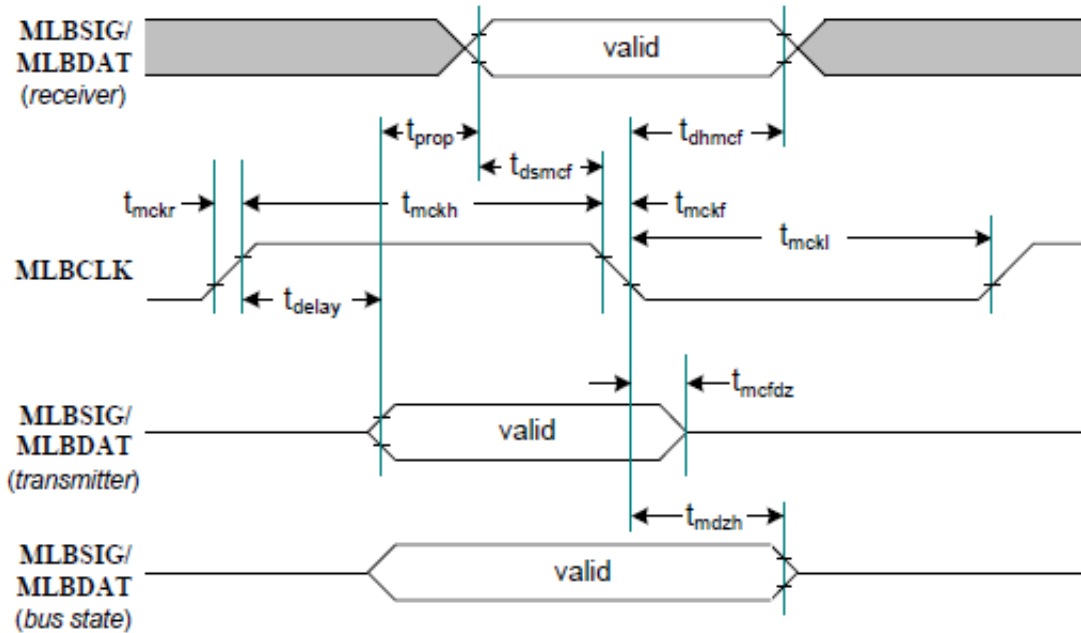 MLBSIG/
MLBDAT
(receiver)
valid
tprop
tdhmcf
tdsmcf
tmckr
tmckh
tmckf
tmckl
MLBCLK
tdelay
tmcfdz
MLBSIG/
MLBDAT
(transmitter)
valid
tmdzh
MLBSIG/
MLBDAT
(bus state)
valid